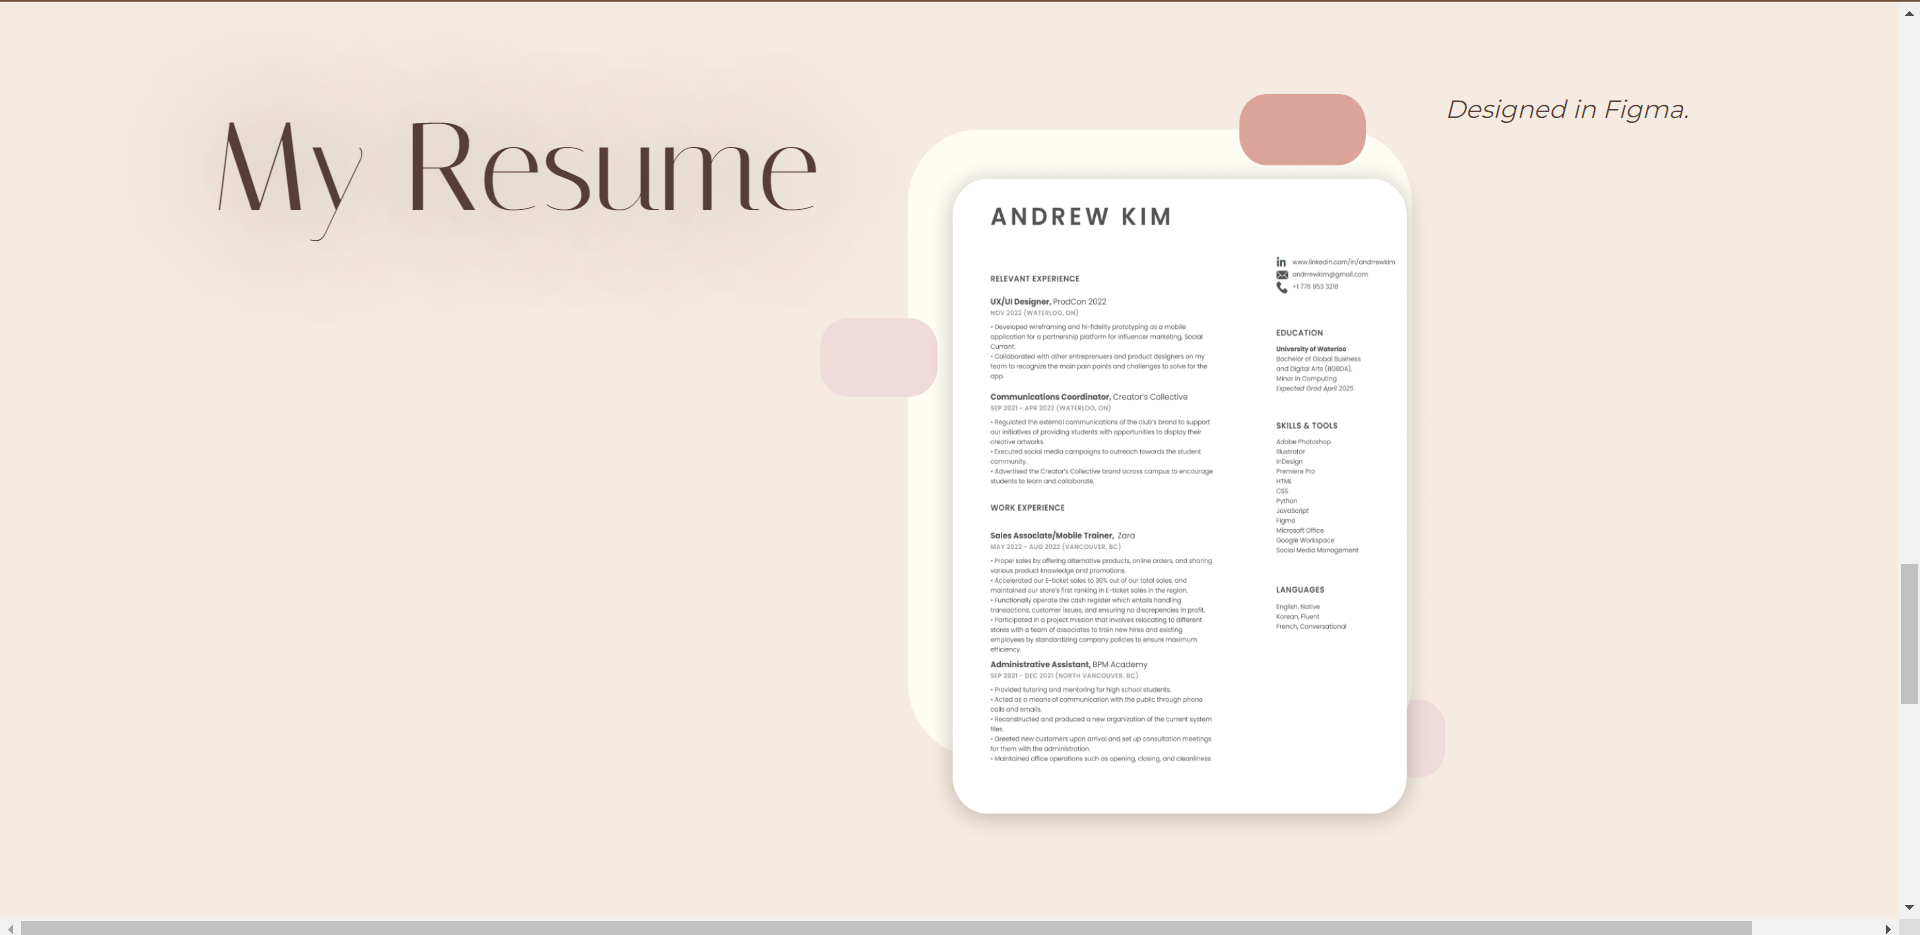 My Resume
Designed in Figma.
ANDREW KIM
www.linkedin.com/in/andrrewkim
andrrewkim@gmail.com
+1 778 953 3218
RELEVANT EXPERIENCE
UX/UI Designer, ProdCon 2022
NOV 2022 (WATERLOO, ON)
• Developed wireframing and hi-fidelity prototyping as a mobile
application for a partnership platform for influencer marketing, Social
Currant.
• Collaborated with other entreprenuers and product designers on my
team to recognize the main pain points and challenges to solve for the
app.
Communications Coordinator, Creator's Collective
SEP 2021 – APR 2022 (WATERLOO, ON)
• Regulated the external communications of the club's brand to support
our initiatives of providing students with opportunities to display their
creative artworks.
• Executed social media campaigns to outreach towards the student
community.
• Advertised the Creator's Collective brand across campus to encourage
students to learn and collaborate.
WORK EXPERIENCE
Sales Associate/Mobile Trainer, Zara
MAY 2022 - AUG 2022 (VANCOUVER, BC)
• Propel sales by offering alternative products, online orders, and sharing
various product knowledge and promotions.
• Accelerated our E-ticket sales to 30% out of our total sales, and
maintained our store's first ranking in E-ticket sales in the region.
• Functionally operate the cash register which entails handling
transactions, customer issues, and ensuring no discrepencies in profit.
• Participated in a project mission that involves relocating to different
stores with a team of associates to train new hires and existing
employees by standardizing company policies to ensure maximum
efficiency.
Administrative Assistant, BPM Academy
SEP 2021 - DEC 2021 (NORTH VANCOUVER, BC)
• Provided tutoring and mentoring for high school students.
• Acted as a means of communication with the public through phone
calls and emails.
• Reconstructed and produced a new organization of the current system
files.
• Greeted new customers upon arrival and set up consultation meetings
for them with the administration.
• Maintained office operations such as opening, closing, and cleanliness.
EDUCATION
University of Waterloo
Bachelor of Global Business
and Digital Arts (BGBDA),
Minor in Computing
Expected Grad April 2025
SKILLS & TOOLS
Adobe Photoshop
Illustrator
InDesign
Premiere Pro
HTML
CSS
Python
JavaScript
Figma
Microsoft Office
Google Workspace
Social Media Management
LANGUAGES
English, Native
Korean, Fluent
French, Conversational